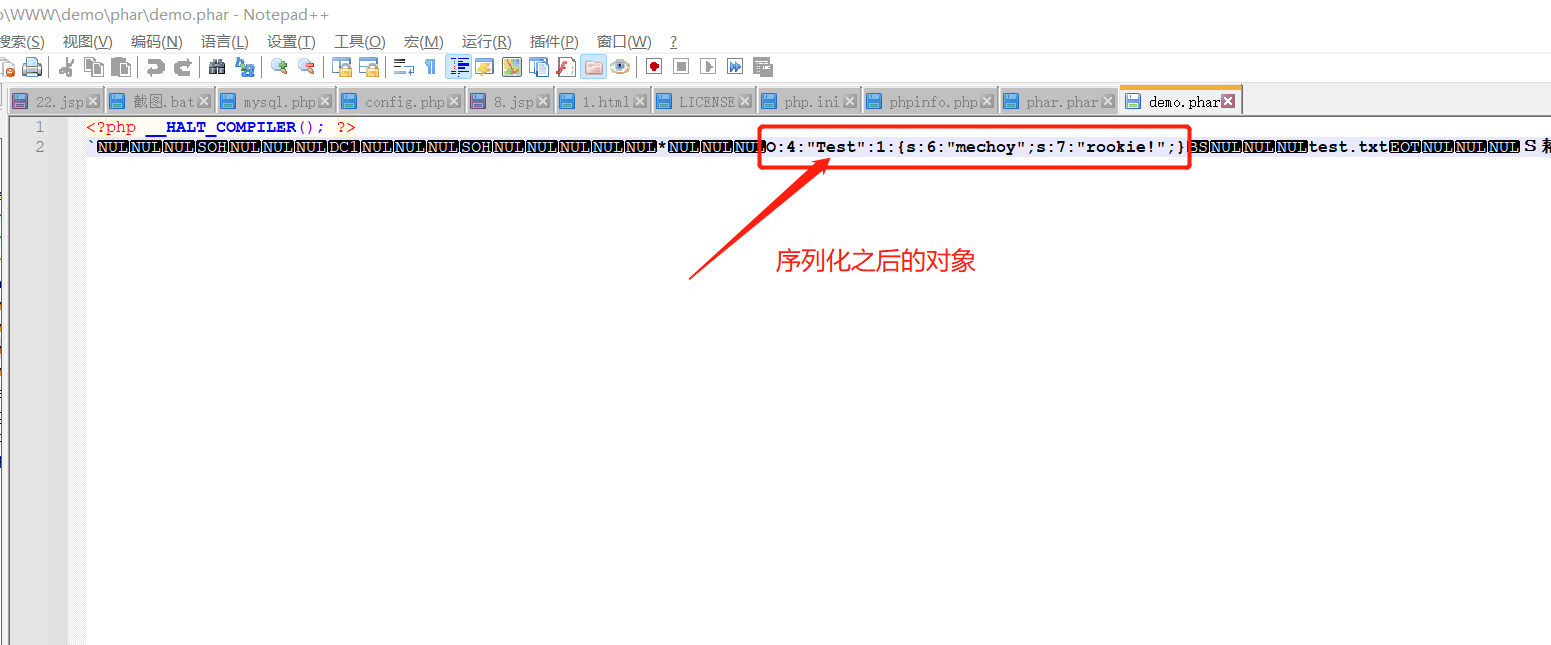 \WWW\demo\phar\demo.phar - Notepad++
搜索(S) 视图(V) 编码(N) 语言(L) 设置(T) 工具(O) 宏(M) 运行(R) 插件(P) 窗口(W) ?
22.jsp 截图.bat mysql.php config.php 8.jsp 1.html LICENSE php.ini phpinfo.php phar.phar demo.phar
1 <?php __HALT_COMPILER(); ?>
2 `NULNULNULSOHNULNULNULDC1NULNULNULSOHNULNULNULNULNUL*NULNULNULO:4:"Test":1:{s:6:"mechoy";s:7:"rookie!";}BSNULNULNULtest.txtEOTNULNULNULS
序列化之后的对象